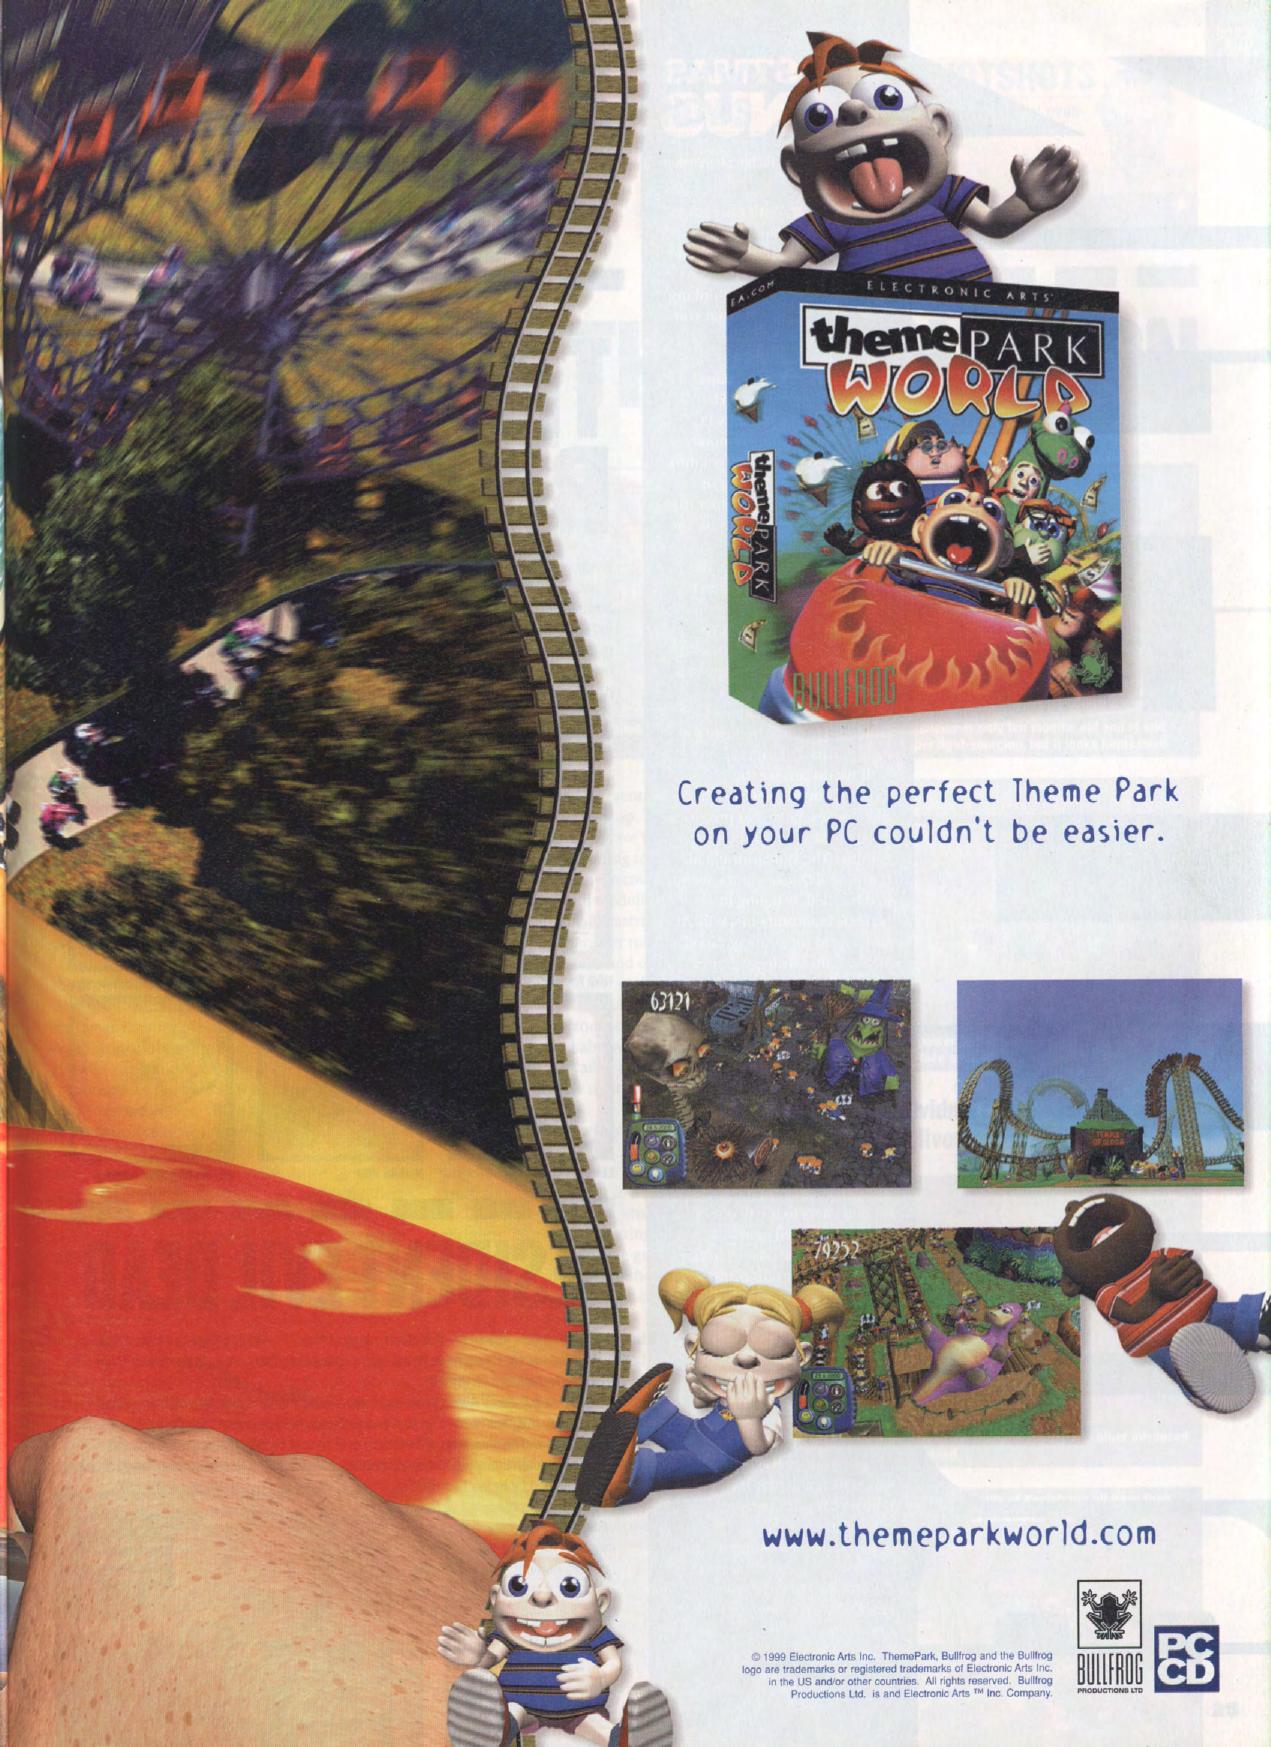 EA.COM
ELECTRONIC ARTS
theme PARK™
WORLD
theme PARK
WORLD
BULLFROG
Creating the perfect Theme Park
on your PC couldn't be easier.
63121
TEMPLE
79252
www.themeparkworld.com
© 1999 Electronic Arts Inc. ThemePark, Bullfrog and the Bullfrog
logo are trademarks or registered trademarks of Electronic Arts Inc.
in the US and/or other countries. All rights reserved. Bullfrog
Productions Ltd. is and Electronic Arts ™ Inc. Company.
BULLFROG
PRODUCTIONS LTD
PC
CD